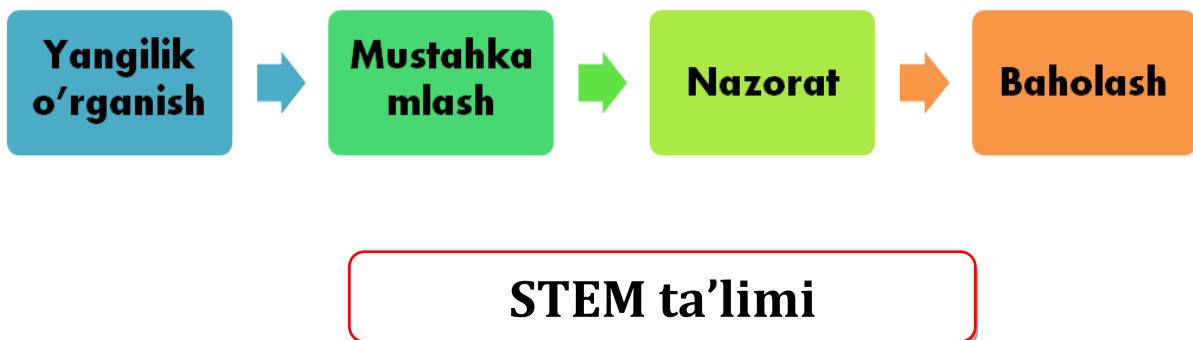 Yangilik
o’rganish
Mustahka
mlash
Nazorat
Baholash
STEM ta’limi